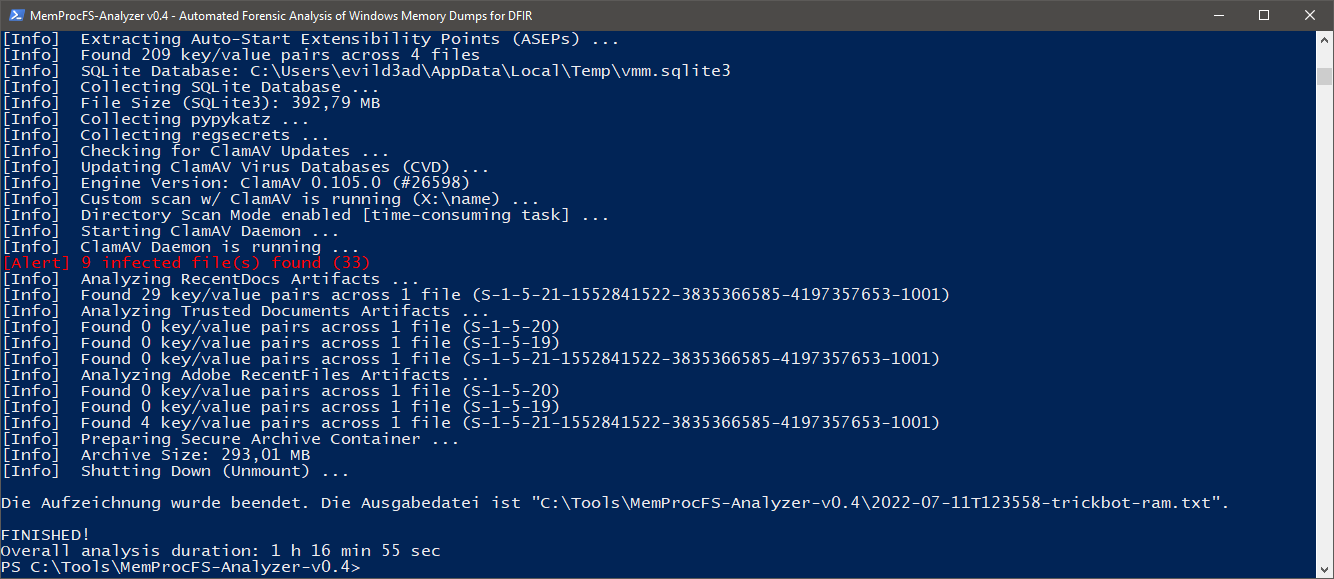 MemProcFS-Analyzer v0.4 - Automated Forensic Analysis of Windows Memory Dumps for DFIR
[Info]  Extracting Auto-Start Extensibility Points (ASEPs) ...
[Info]  Found 209 key/value pairs across 4 files
[Info]  SQLite Database: C:\Users\evild3ad\AppData\Local\Temp\vmm.sqlite3
[Info]  Collecting SQLite Database ...
[Info]  File Size (SQLite3): 392,79 MB
[Info]  Collecting pypykatz ...
[Info]  Collecting regsecrets ...
[Info]  Checking for ClamAV Updates ...
[Info]  Updating ClamAV Virus Databases (CVD) ...
[Info]  Engine Version: ClamAV 0.105.0 (#26598)
[Info]  Custom scan w/ ClamAV is running (X:\name) ...
[Info]  Directory Scan Mode enabled [time-consuming task] ...
[Info]  Starting ClamAV Daemon ...
[Info]  ClamAV Daemon is running ...
[Alert] 9 infected file(s) found (33)
[Info]  Analyzing RecentDocs Artifacts ...
[Info]  Found 29 key/value pairs across 1 file (S-1-5-21-1552841522-3835366585-4197357653-1001)
[Info]  Analyzing Trusted Documents Artifacts ...
[Info]  Found 0 key/value pairs across 1 file (S-1-5-20)
[Info]  Found 0 key/value pairs across 1 file (S-1-5-19)
[Info]  Found 0 key/value pairs across 1 file (S-1-5-21-1552841522-3835366585-4197357653-1001)
[Info]  Analyzing Adobe RecentFiles Artifacts ...
[Info]  Found 0 key/value pairs across 1 file (S-1-5-20)
[Info]  Found 0 key/value pairs across 1 file (S-1-5-19)
[Info]  Found 4 key/value pairs across 1 file (S-1-5-21-1552841522-3835366585-4197357653-1001)
[Info]  Preparing Secure Archive Container ...
[Info]  Archive Size: 293,01 MB
[Info]  Shutting Down (Unmount) ...
Die Aufzeichnung wurde beendet. Die Ausgabedatei ist "C:\Tools\MemProcFS-Analyzer-v0.4\2022-07-11T123558-trickbot-ram.txt".
FINISHED!
Overall analysis duration: 1 h 16 min 55 sec
PS C:\Tools\MemProcFS-Analyzer-v0.4>